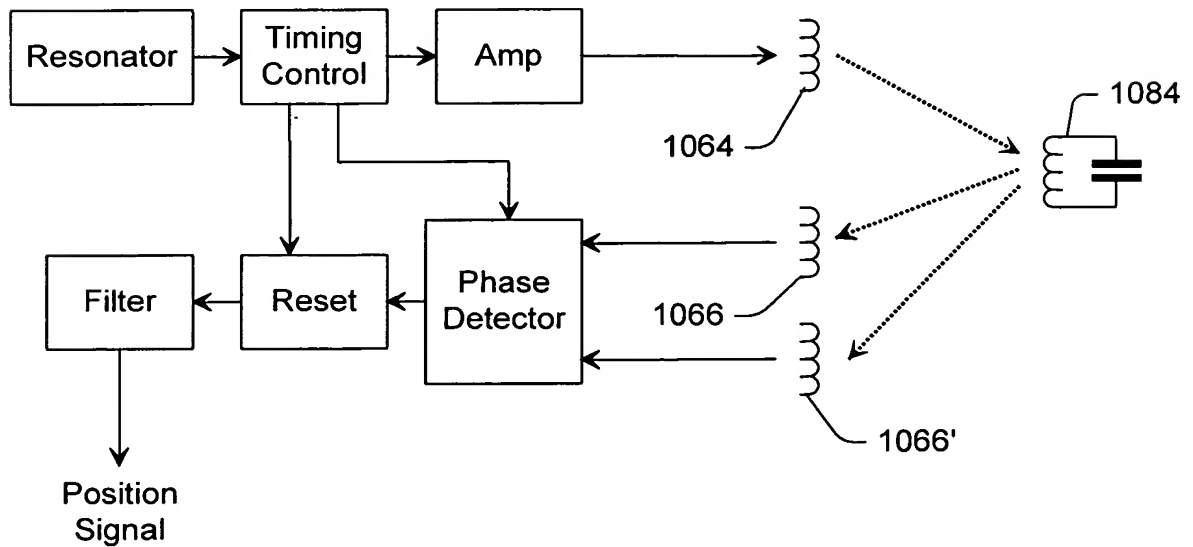 Resonator
Timing
Control
Amp
1064
1084
Filter
Reset
Phase
Detector
1066
1066'
Position
Signal